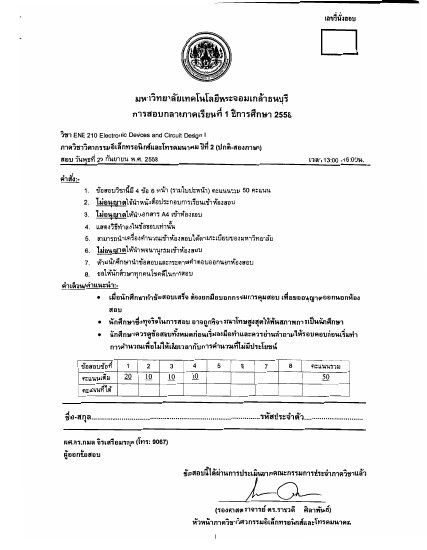 เลขที่นั่งสอบ
มหาวิทยาลัยเทคโนโลยีพระจอมเกล้าธนบุรี
การสอบกลางภาคเรียนที่ 1 ปีการศึกษา 2558
วิชา ENE 210 Electronic Devices and Circuit Design I
ภาควิชาวิศวกรรมอิเล็กทรอนิกส์และโทรคมนาคม ปีที่ 2 (ปกติ-สองภาษา)
สอบ วันพุธที่ 23 กันยายน พ.ศ. 2558 เวลา 13:00 -16:00น.
คำสั่ง:-
1. ข้อสอบวิชานี้มี 4 ข้อ 6 หน้า (รวมใบปะหน้า) คะแนนรวม 50 คะแนน
2. ไม่อนุญาตให้นำหนังสือประกอบการเรียนเข้าห้องสอบ
3. ไม่อนุญาตให้นำเอกสาร A4 เข้าห้องสอบ
4. แสดงวิธีทำลงในข้อสอบเท่านั้น
5. สามารถนำเครื่องคำนวณเข้าห้องสอบได้ตามระเบียบของมหาวิทยาลัย
6. ไม่อนุญาตให้นำพจนานุกรมเข้าห้องสอบ
7. ห้ามนักศึกษานำข้อสอบและกระดาษคำตอบออกนอกห้องสอบ
8. ขอให้นักศึกษาทุกคนโชคดีในการสอบ
คำเตือน/คำแนะนำ:-
• เมื่อนักศึกษาทำข้อสอบเสร็จ ต้องยกมือบอกกรรมการคุมสอบ เพื่อขออนุญาตออกนอกห้อง
สอบ
• นักศึกษาซึ่งทุจริตในการสอบ อาจถูกพิจารณาโทษสูงสุดให้พ้นสภาพการเป็นนักศึกษา
• นักศึกษาควรดูข้อสอบทั้งหมดก่อนเริ่มลงมือทำและควรอ่านคำถามให้รอบคอบก่อนเริ่มทำ
การคำนวณเพื่อไม่ให้เสียเวลากับการคำนวณที่ไม่มีประโยชน์
ข้อสอบข้อที่ 1 2 3 4 5 6 7 8 คะแนนรวม
คะแนนเต็ม 20 10 10 10 50
คะแนนที่ได้
ชื่อ-สกุล รหัสประจำตัว
ผศ.ดร.กมล จิรเสรีอมรกุล (โทร: 9067)
ผู้ออกข้อสอบ
ข้อสอบนี้ได้ผ่านการประเมินจากคณะกรรมการประจำภาควิชาแล้ว
(รองศาสตราจารย์ ดร.ราชวดี ศิลาพันธ์)
หัวหน้าภาควิชาวิศวกรรมอิเล็กทรอนิกส์และโทรคมนาคม
1